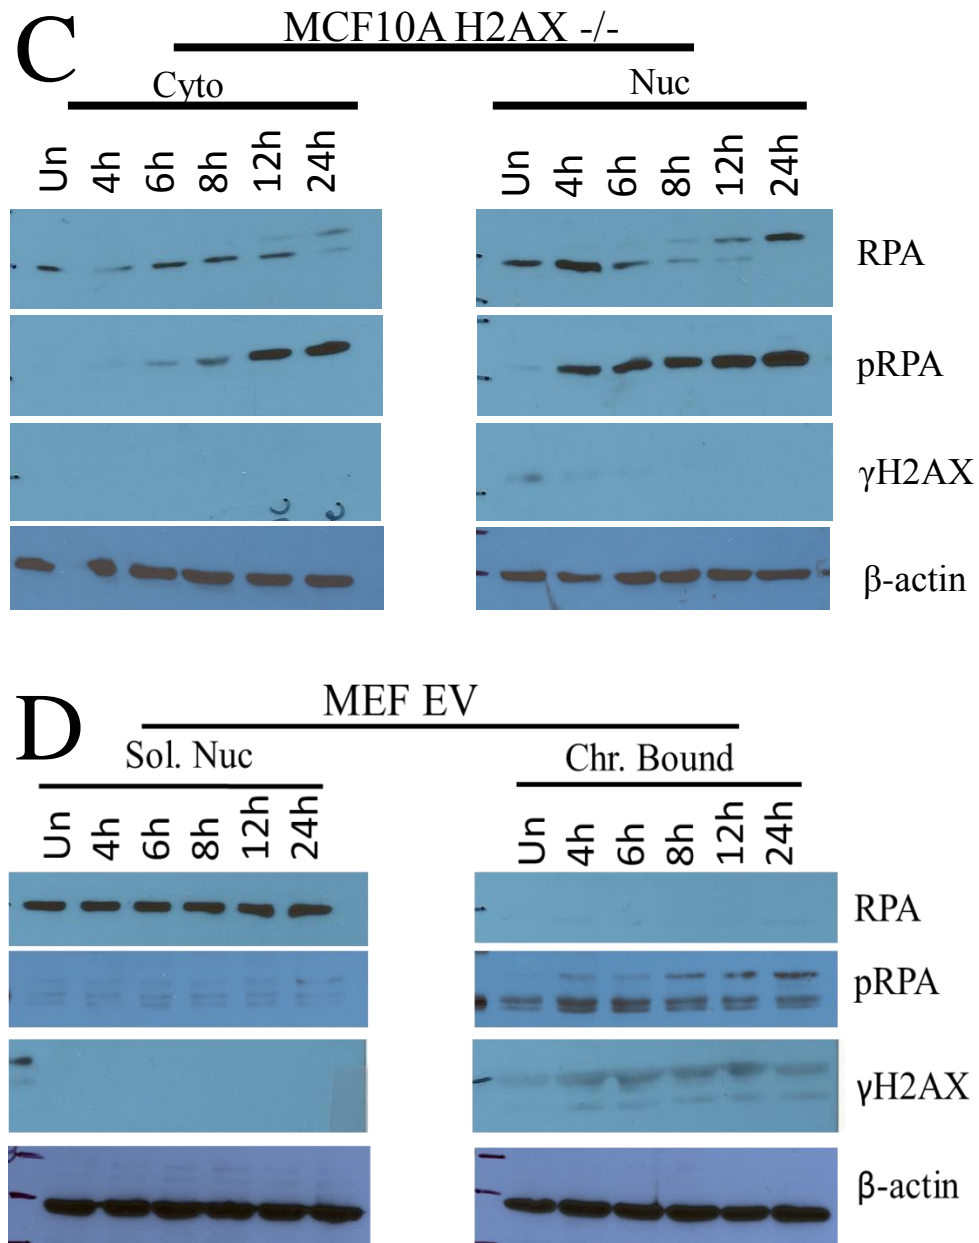 C
MCF10A H2AX -/-
Cyto
Nuc
Un 4h 6h 8h 12h 24h
Un 4h 6h 8h 12h 24h
RPA
pRPA
γH2AX
β-actin
D
MEF EV
Sol. Nuc
Chr. Bound
Un 4h 6h 8h 12h 24h
Un 4h 6h 8h 12h 24h
RPA
pRPA
γH2AX
β-actin